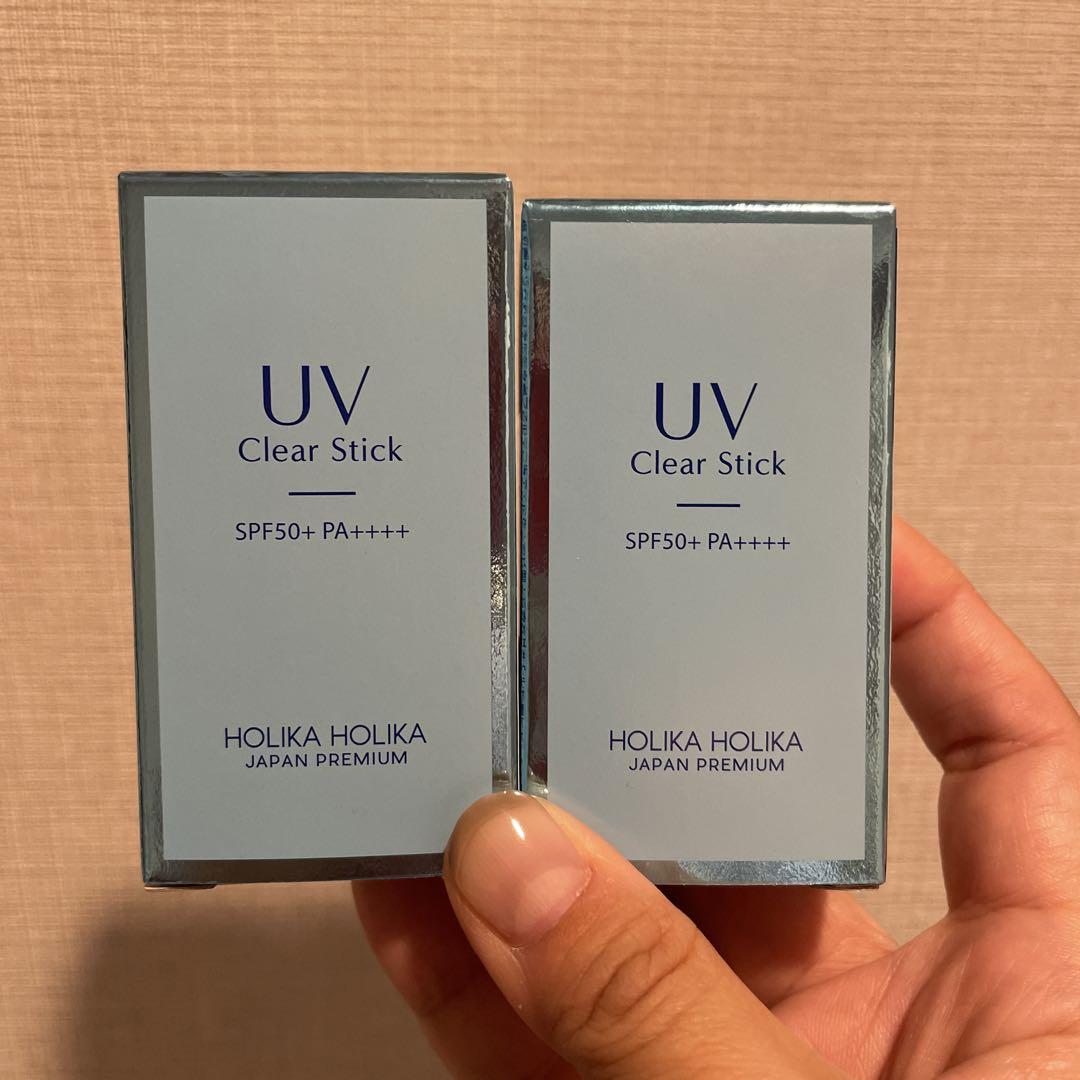 UV
Clear Stick
SPF50+ PA++++
HOLIKA HOLIKA
JAPAN PREMIUM
UV
Clear Stick
SPF50+ PA++++
HOLIKA HOLIKA
JAPAN PREMIUM